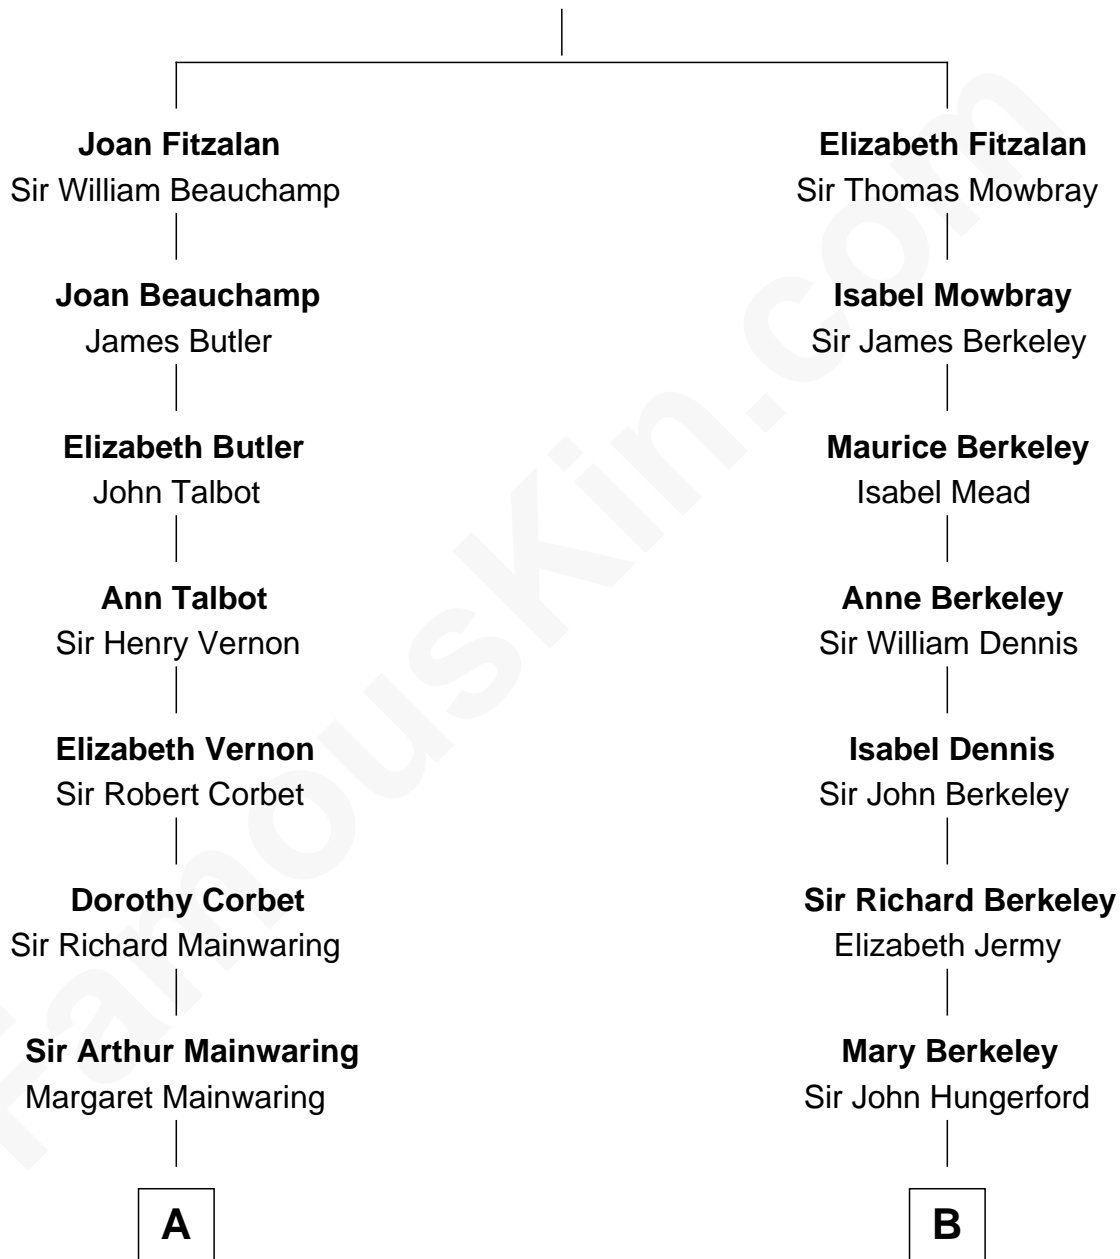 Joan Fitzalan
Sir William Beauchamp
Elizabeth Fitzalan
Sir Thomas Mowbray
Joan Beauchamp
James Butler
Isabel Mowbray
Sir James Berkeley
Elizabeth Butler
John Talbot
Maurice Berkeley
Isabel Mead
Ann Talbot
Sir Henry Vernon
Anne Berkeley
Sir William Dennis
Elizabeth Vernon
Sir Robert Corbet
Isabel Dennis
Sir John Berkeley
Dorothy Corbet
Sir Richard Mainwaring
Sir Richard Berkeley
Elizabeth Jermy
Sir Arthur Mainwaring
Margaret Mainwaring
Mary Berkeley
Sir John Hungerford
A
B
FamousKin.com